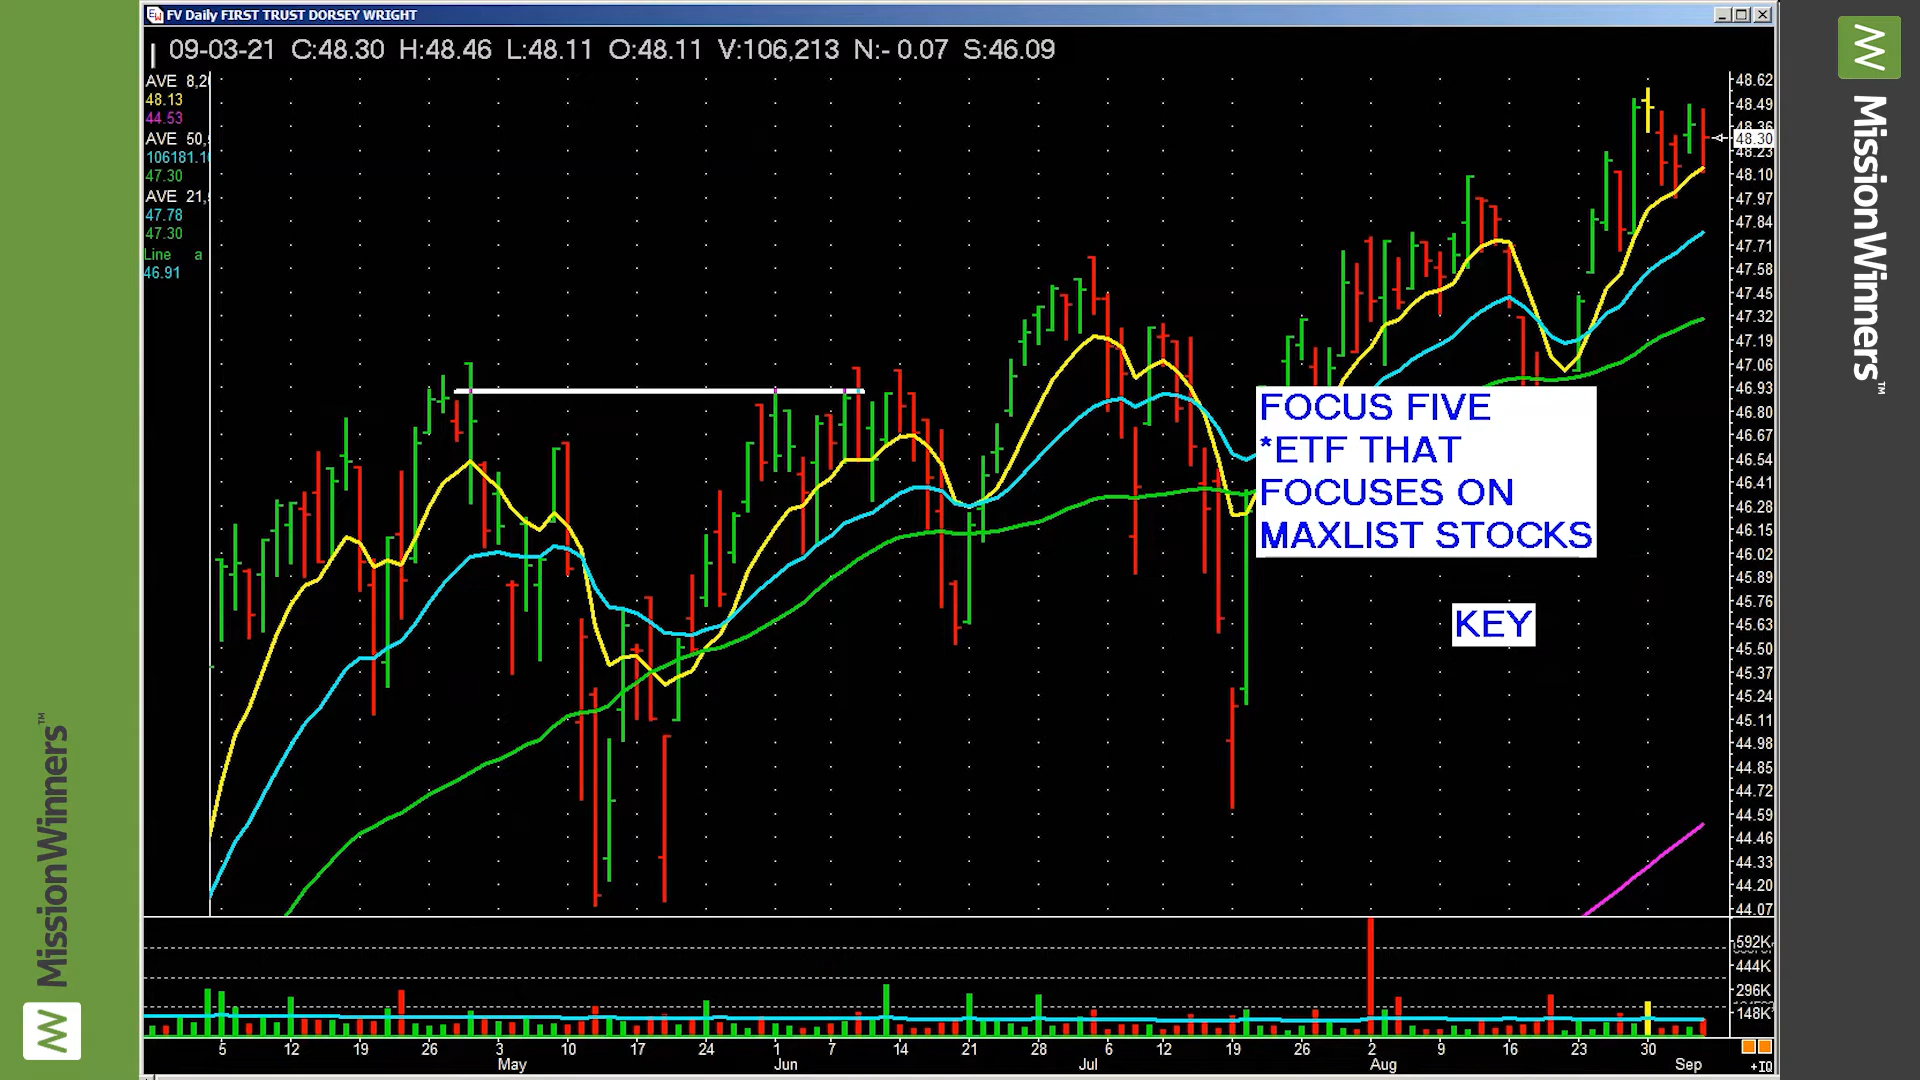 FV Daily FIRST TRUST DORSEY WRIGHT
09-03-21 C:48.30 H:48.46 L:48.11 O:48.11 V:106,213 N:- 0.07 S:46.09
AVE 8,2
48.13
44.53
AVE 50,
106181.1
47.30
AVE 21,
47.78
47.30
Line a
46.91
FOCUS FIVE
*ETF THAT
FOCUSES ON
MAXLIST STOCKS
KEY
48.62
48.49
48.36
48.30
48.23
48.10
47.97
47.84
47.71
47.58
47.45
47.32
47.19
47.06
46.93
46.80
46.67
46.54
46.41
46.28
46.15
46.02
45.89
45.76
45.63
45.50
45.37
45.24
45.11
44.98
44.85
44.72
44.59
44.46
44.33
44.20
44.07
592K
444K
296K
148K
5 12 19 26 3 10 17 24 1 7 14 21 28 6 12 19 26 2 9 16 23 30
May Jun Jul Aug Sep
+IQ
MissionWinners™
MissionWinners™